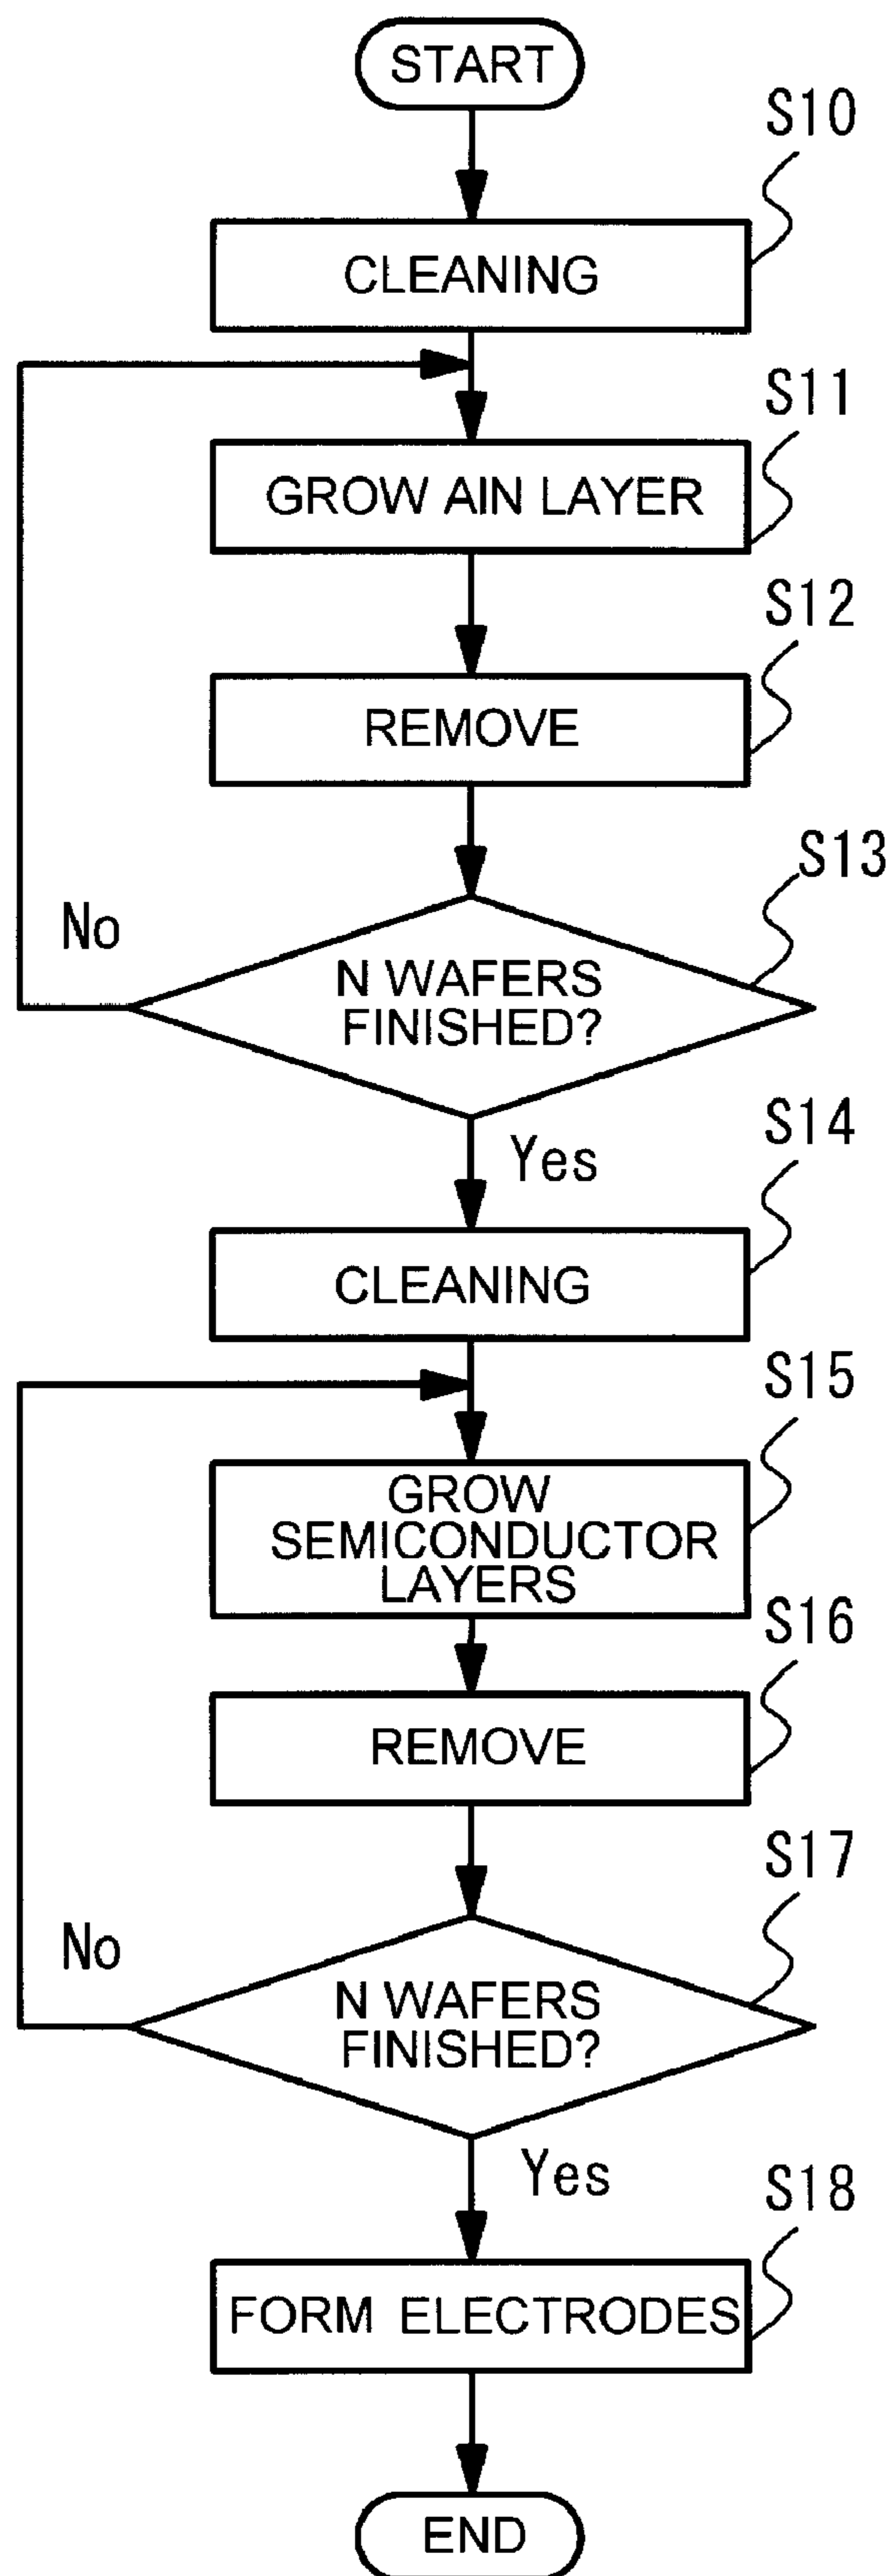 START
S10
CLEANING
S11
GROW AlN LAYER
S12
REMOVE
S13
No
N WAFERS
FINISHED?
Yes
S14
CLEANING
S15
GROW
SEMICONDUCTOR
LAYERS
S16
REMOVE
S17
No
N WAFERS
FINISHED?
Yes
S18
FORM ELECTRODES
END